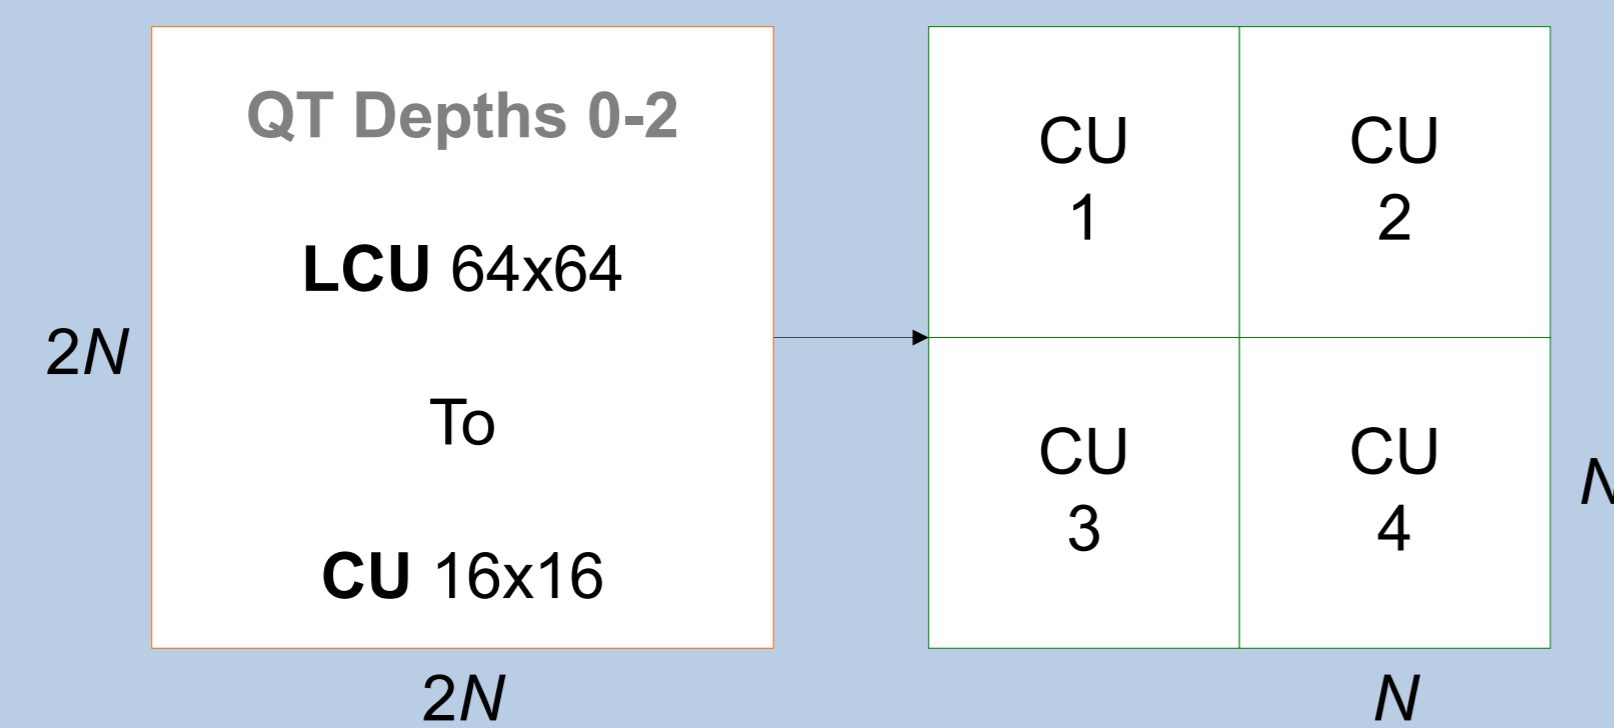 QT Depths 0-2
LCU 64x64
To
CU 16x16
2N
2N
CU
1
CU
2
CU
3
CU
4
N
N